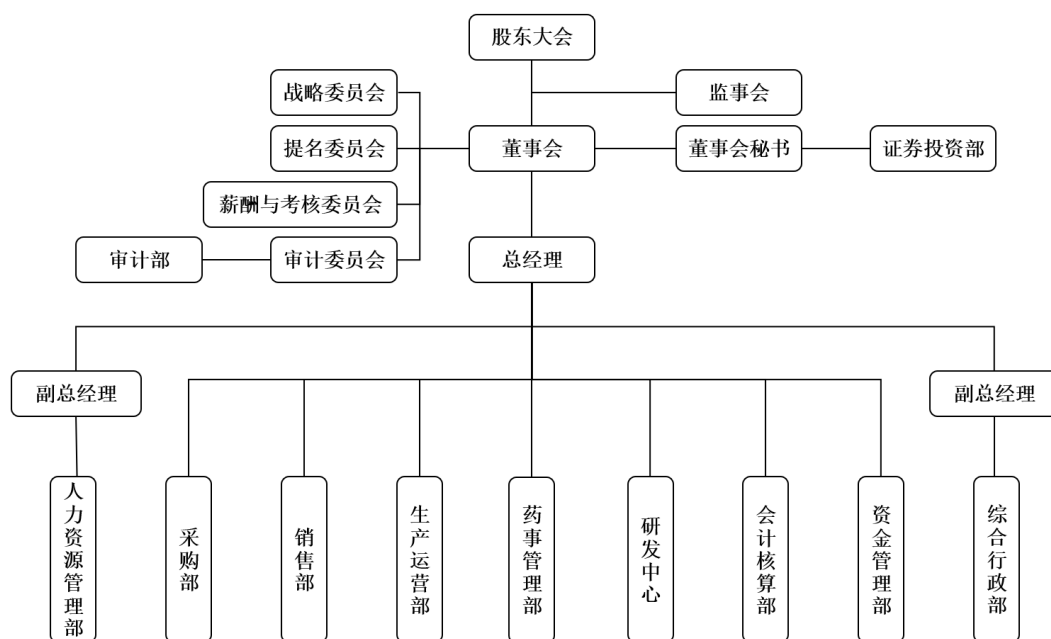 股东大会
战略委员会
监事会
提名委员会
董事会
董事会秘书
证券投资部
薪酬与考核委员会
审计部
审计委员会
总经理
副总经理
副总经理
人力资源管理部
采购部
销售部
生产运营部
药事管理部
研发中心
会计核算部
资金管理部
综合行政部